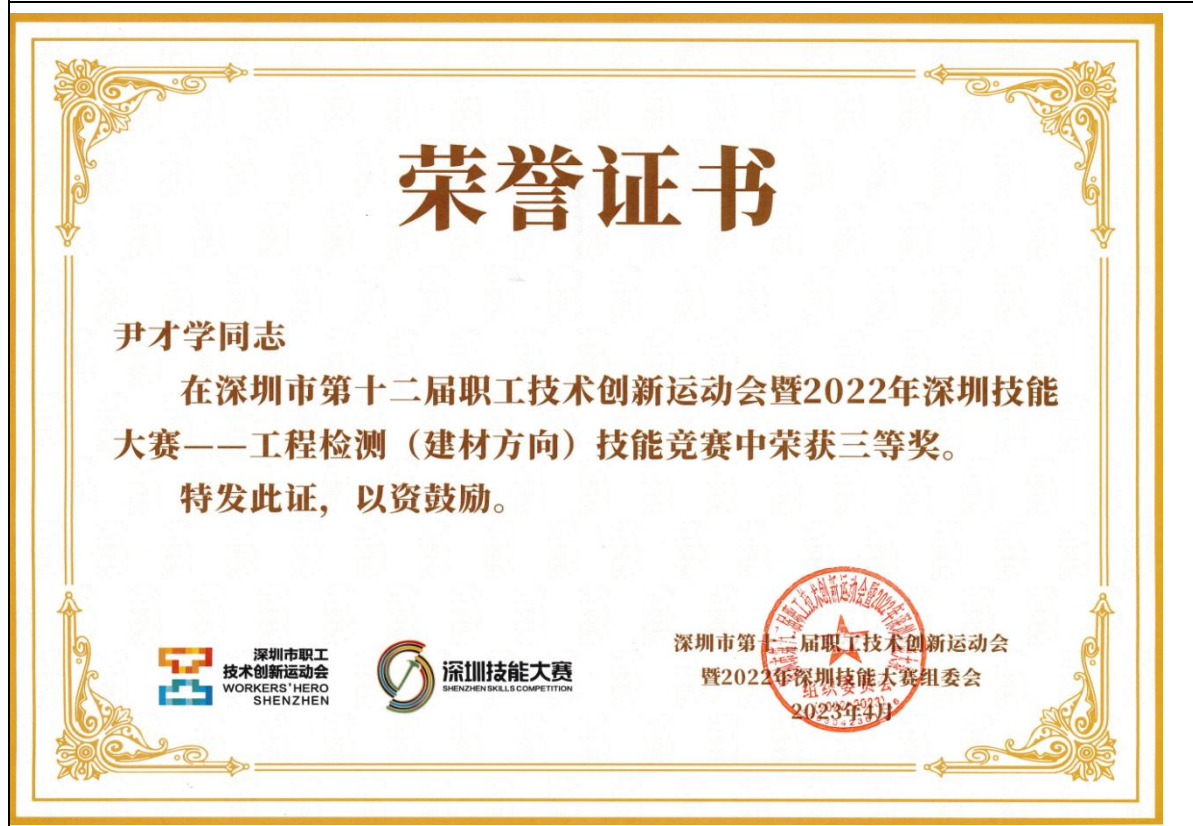 荣誉证书
尹才学同志
在深圳市第十二届职工技术创新运动会暨2022年深圳技能
大赛——工程检测（建材方向）技能竞赛中荣获三等奖。
特发此证，以资鼓励。
深圳市职工
技术创新运动会
WORKERS'HERO
SHENZHEN
深圳技能大赛
SHENZHEN SKILLS COMPETITION
深圳市第十二届职工技术创新运动会
暨2022年深圳技能大赛组委会
2023年4月
组织委员会